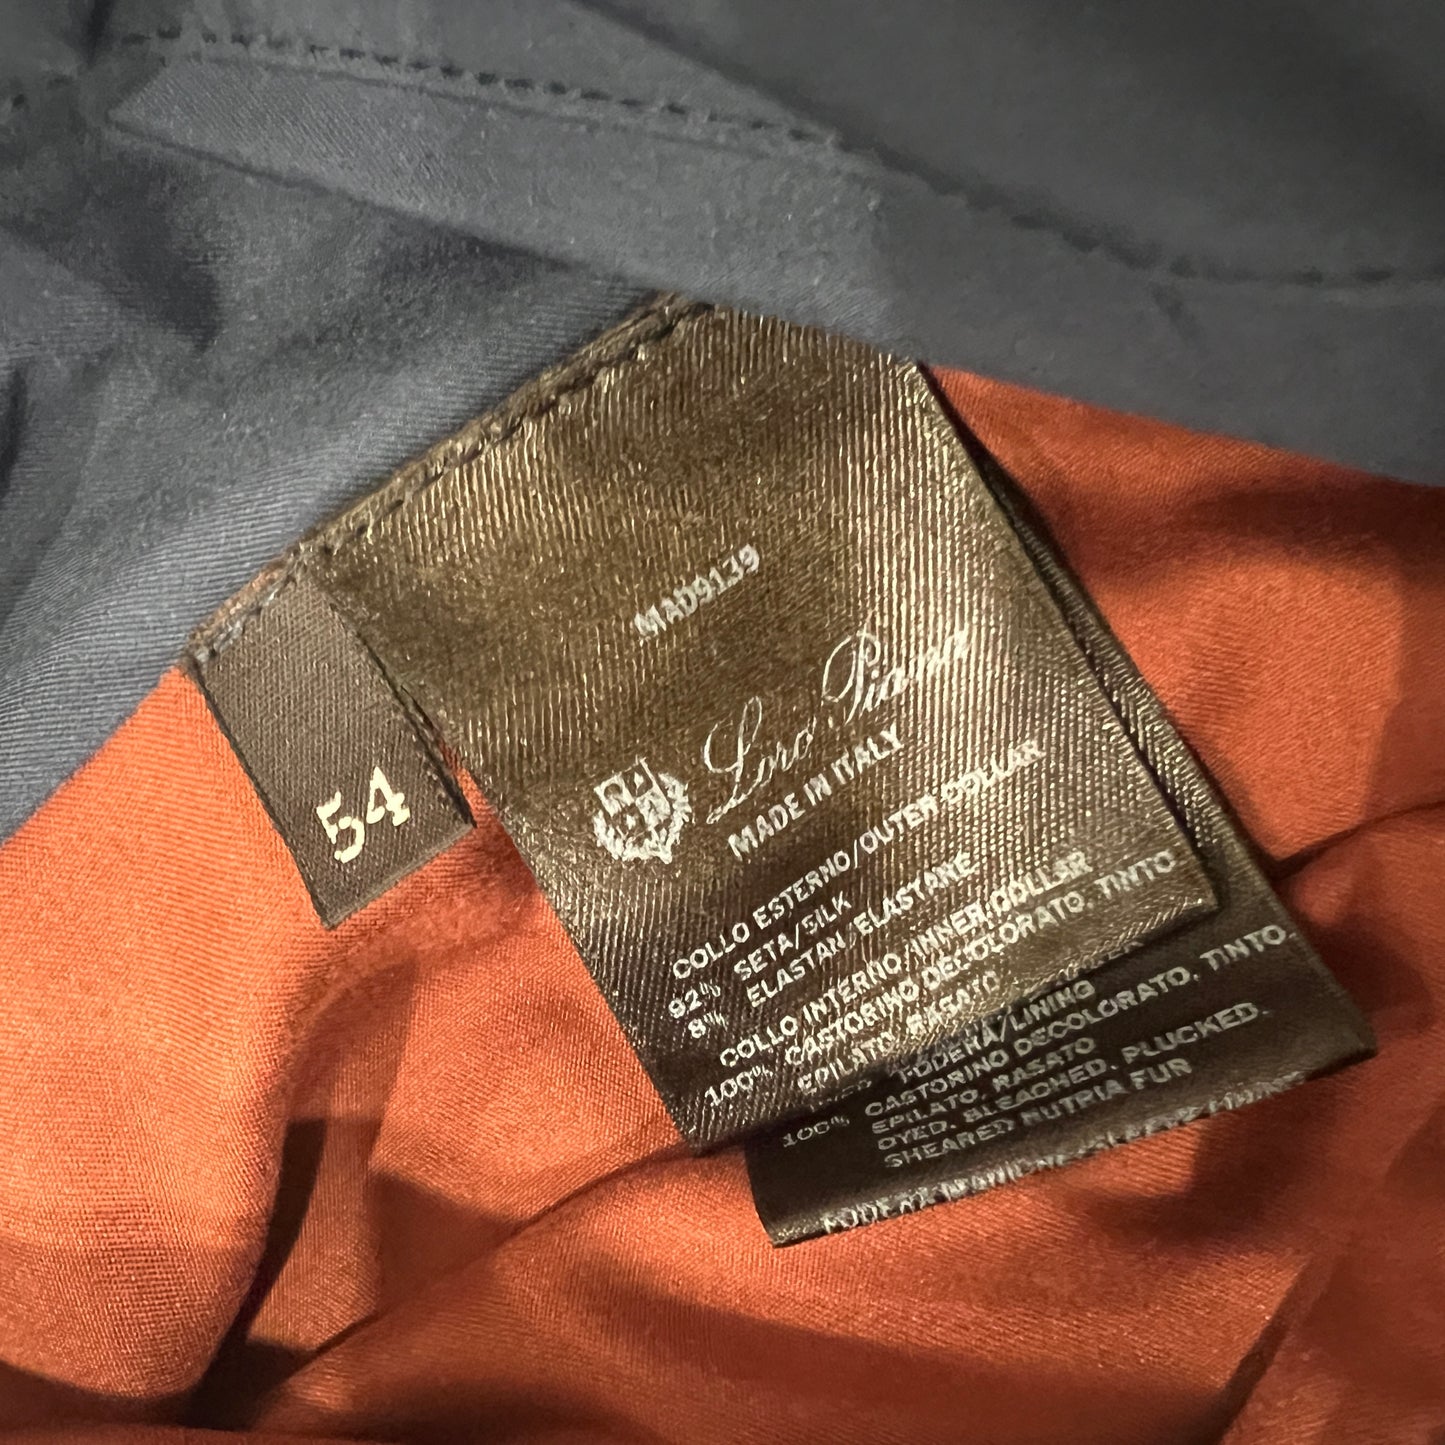 54
MAD9139
Loro Piana
MADE IN ITALY
COLLO ESTERNO/OUTER COLLAR
92% SETA/SILK
8% ELASTAN, ELASTANE
COLLO INTERNO/INNER COLLAR
100% CASTORINO DECOLORATO, TINTO
EPILATO, RASATO
FODERA/LINING
100% CASTORINO DECOLORATO, TINTO,
EPILATO, RASATO
DYED, BLEACHED, PLUCKED,
SHEARED NUTRIA FUR
FODERA